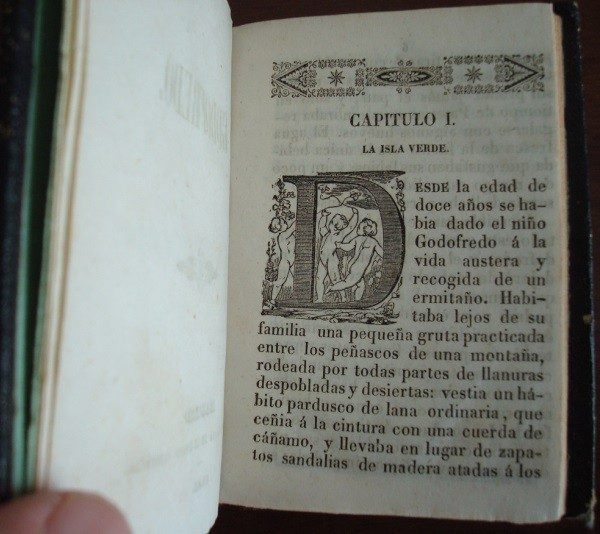 CAPITULO I.
LA ISLA VERDE.
DESDE la edad de
doce años se ha-
bia dado el niño
Godofredo á la
vida austera y
recogida de un
ermitaño. Habi-
taba lejos de su
familia una pequeña gruta practicada
entre los peñascos de una montaña,
rodeada por todas partes de llanuras
despobladas y desiertas: vestia un há-
bito pardusco de lana ordinaria, que
ceñia á la cintura con una cuerda de
cáñamo, y llevaba en lugar de zapa-
tos sandalias de madera atadas á los